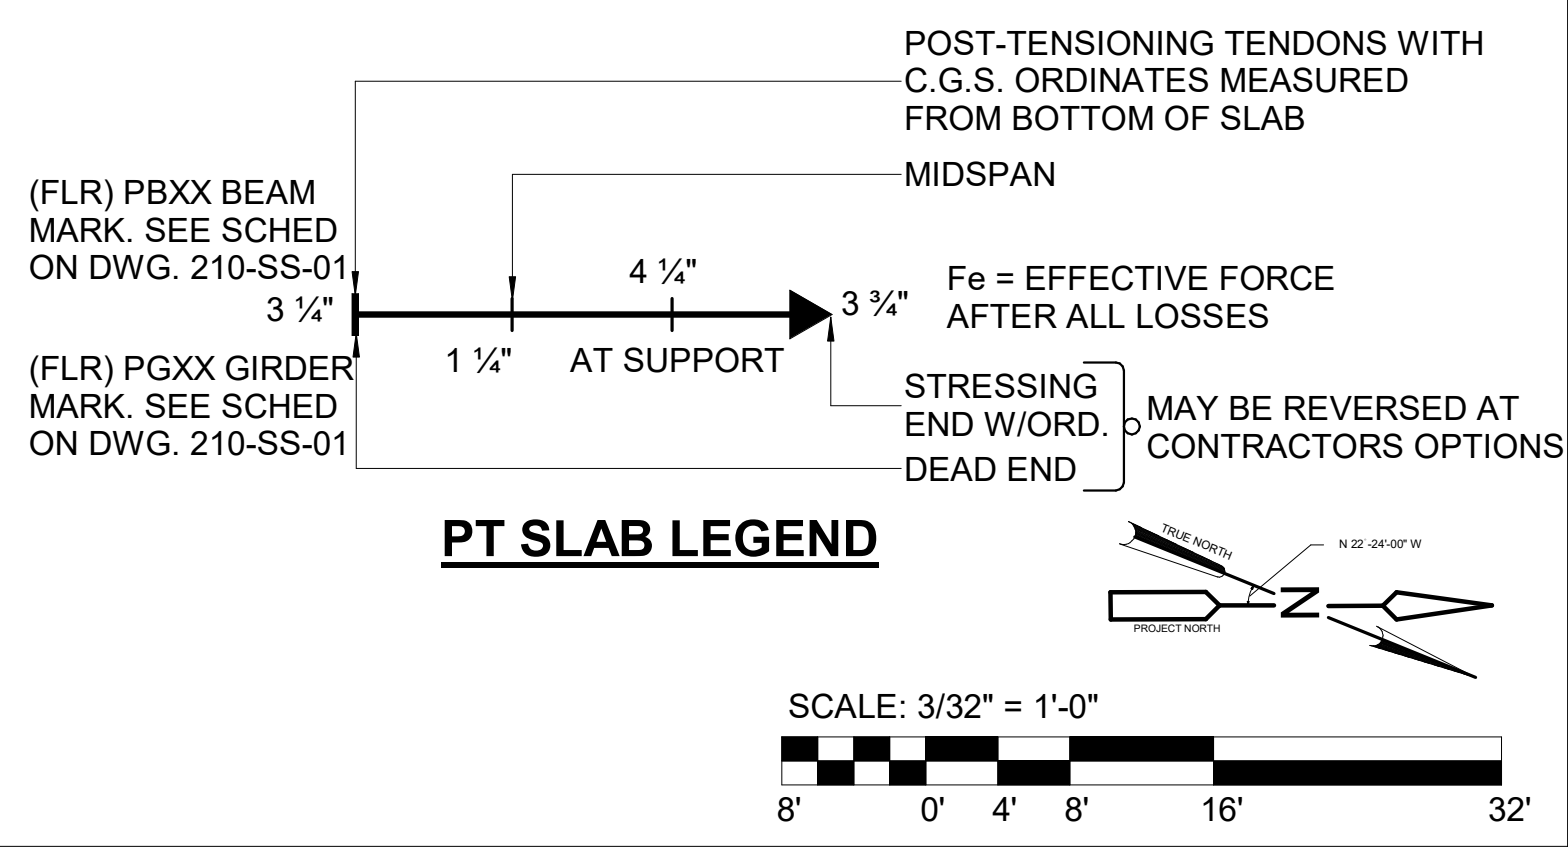 POST-TENSIONING TENDONS WITH
C.G.S. ORDINATES MEASURED
FROM BOTTOM OF SLAB
MIDSPAN
(FLR) PBXX BEAM
MARK. SEE SCHED
ON DWG. 210-SS-01
3 ¼"
4 ¼"
3 ¾"
1 ¼"
AT SUPPORT
Fe = EFFECTIVE FORCE
AFTER ALL LOSSES
(FLR) PGXX GIRDER
MARK. SEE SCHED
ON DWG. 210-SS-01
STRESSING
END W/ORD.
DEAD END
MAY BE REVERSED AT
CONTRACTORS OPTIONS
PT SLAB LEGEND
TRUE NORTH
N 22°-24'-00" W
N
PROJECT NORTH
SCALE: 3/32" = 1'-0"
8' 0' 4' 8' 16' 32'